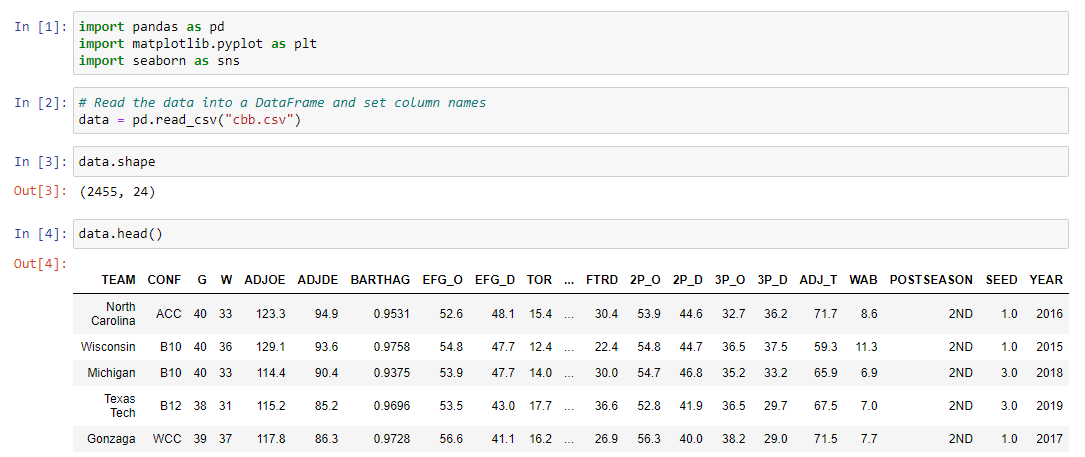 In [1]: import pandas as pd
import matplotlib.pyplot as plt
import seaborn as sns
In [2]: # Read the data into a DataFrame and set column names
data = pd.read_csv("cbb.csv")
In [3]: data.shape
Out[3]: (2455, 24)
In [4]: data.head()
Out[4]:
TEAM CONF G W ADJOE ADJDE BARTHAG EFG_O EFG_D TOR ... FTRD 2P_O 2P_D 3P_O 3P_D ADJ_T WAB POSTSEASON SEED YEAR
North
Carolina ACC 40 33 123.3 94.9 0.9531 52.6 48.1 15.4 ... 30.4 53.9 44.6 32.7 36.2 71.7 8.6 2ND 1.0 2016
Wisconsin B10 40 36 129.1 93.6 0.9758 54.8 47.7 12.4 ... 22.4 54.8 44.7 36.5 37.5 59.3 11.3 2ND 1.0 2015
Michigan B10 40 33 114.4 90.4 0.9375 53.9 47.7 14.0 ... 30.0 54.7 46.8 35.2 33.2 65.9 6.9 2ND 3.0 2018
Texas
Tech B12 38 31 115.2 85.2 0.9696 53.5 43.0 17.7 ... 36.6 52.8 41.9 36.5 29.7 67.5 7.0 2ND 3.0 2019
Gonzaga WCC 39 37 117.8 86.3 0.9728 56.6 41.1 16.2 ... 26.9 56.3 40.0 38.2 29.0 71.5 7.7 2ND 1.0 2017